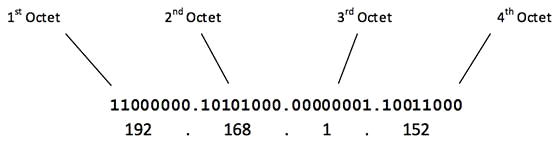 1st Octet 2nd Octet 3rd Octet 4th Octet
11000000.10101000.00000001.10011000
192 . 168 . 1 . 152